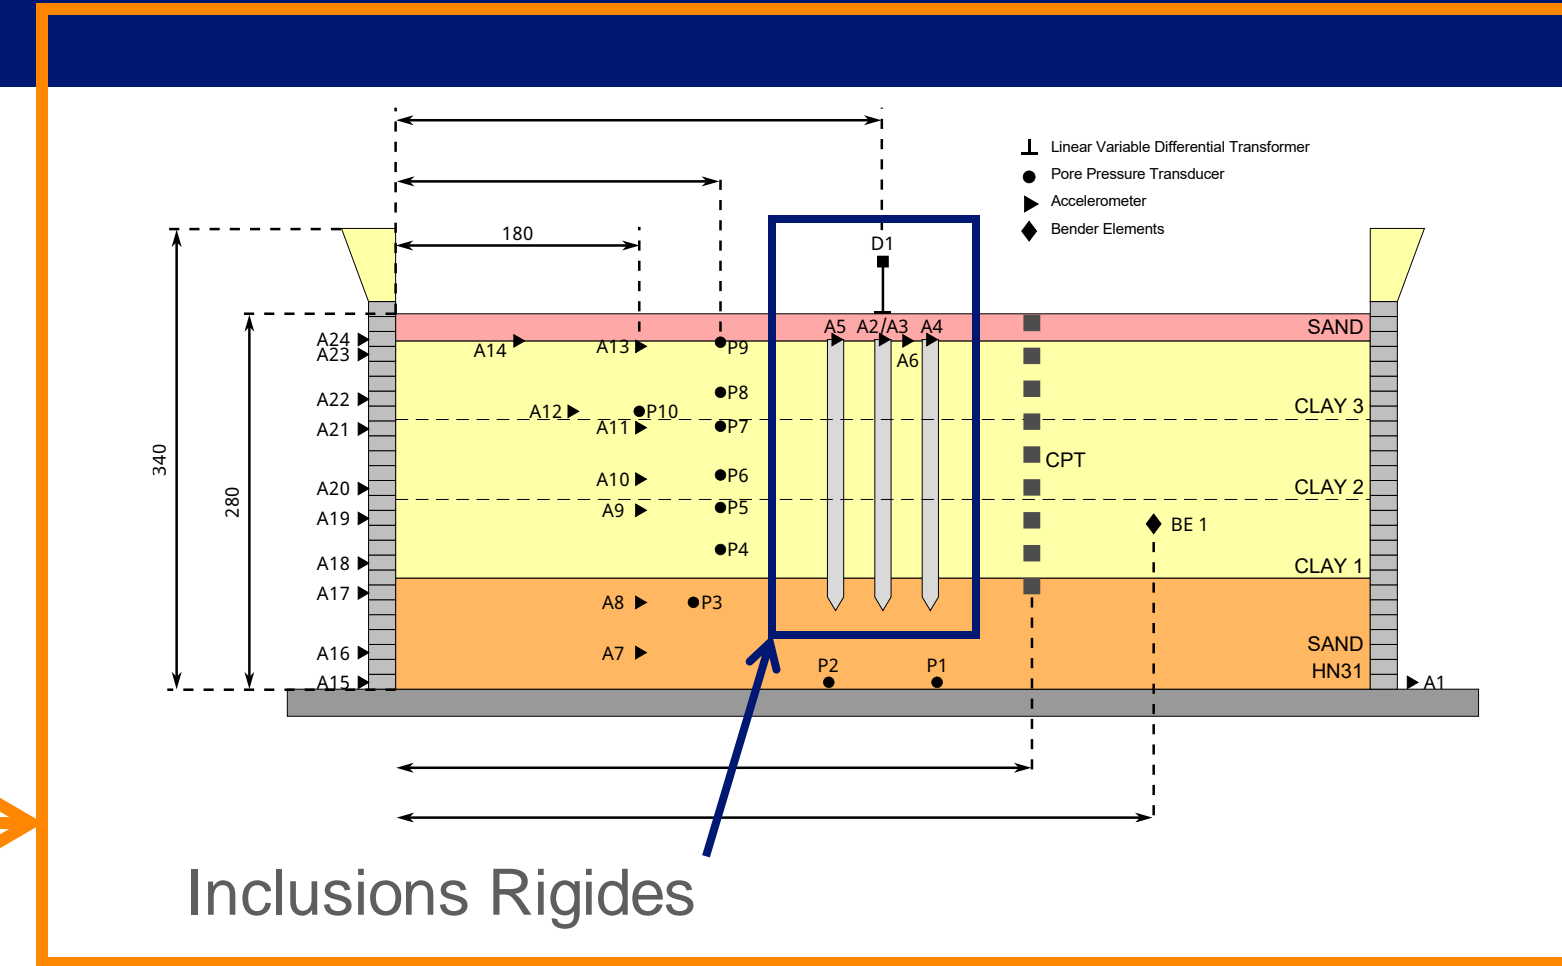 Linear Variable Differential Transformer
Pore Pressure Transducer
Accelerometer
Bender Elements
180
D1
340
280
A24
A23
A22
A21
A20
A19
A18
A17
A16
A15
A14
A13
A12
A11
A10
A9
A8
A7
P9
P8
P10
P7
P6
P5
P4
P3
P2
P1
A5
A2/A3
A4
A6
CPT
BE 1
SAND
CLAY 3
CLAY 2
CLAY 1
SAND
HN31
A1
Inclusions Rigides